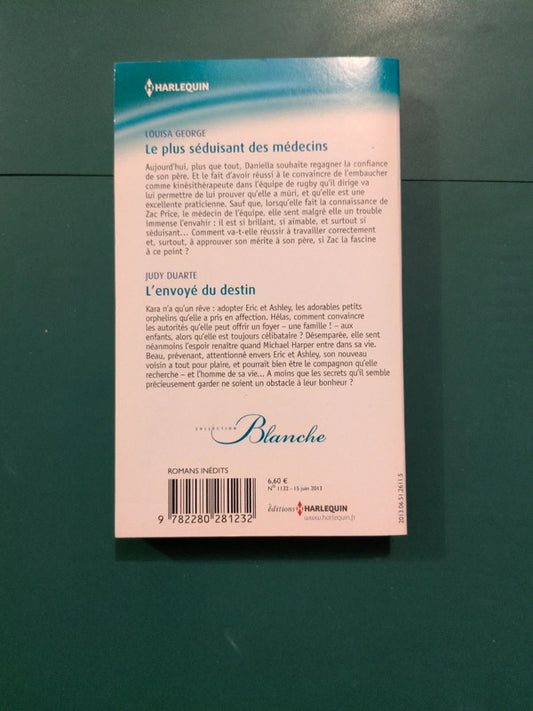 HARLEQUIN
LOUISA GEORGE
Le plus séduisant des médecins
Aujourd'hui, plus que tout, Daniella souhaite regagner la confiance
de son père. Et le fait d'avoir réussi à le convaincre de l'embaucher
comme kinésithérapeute dans l'équipe de rugby qu'il dirige va
lui permettre de lui prouver qu'elle a mûri, et qu'elle est une
excellente praticienne. Sauf que, lorsqu'elle fait la connaissance de
Zac Price, le médecin de l'équipe, elle sent malgré elle un trouble
immense l'envahir : il est si brillant, si aimable, et surtout si
séduisant... Comment va-t-elle réussir à travailler correctement
et, surtout, à approuver son mérite à son père, si Zac la fascine
à ce point ?
JUDY DUARTE
L'envoyé du destin
Kara n'a qu'un rêve : adopter Eric et Ashley, les adorables petits
orphelins qu'elle a pris en affection. Hélas, comment convaincre
les autorités qu'elle peut offrir un foyer – une famille ! – aux
enfants, alors qu'elle est toujours célibataire ? Désemparée, elle sent
néanmoins l'espoir renaître quand Michael Harper entre dans sa vie.
Beau, prévenant, attentionné envers Eric et Ashley, son nouveau
voisin a tout pour plaire, et pourrait bien être le compagnon qu'elle
recherche – et l'homme de sa vie... A moins que les secrets qu'il semble
précieusement garder ne soient un obstacle à leur bonheur ?
COLLECTION Blanche
ROMANS INÉDITS
6,60 €
N° 1132 - 15 juin 2013
9 782280 281232
éditions HARLEQUIN
www.harlequin.fr
2013.06.51.2611.5